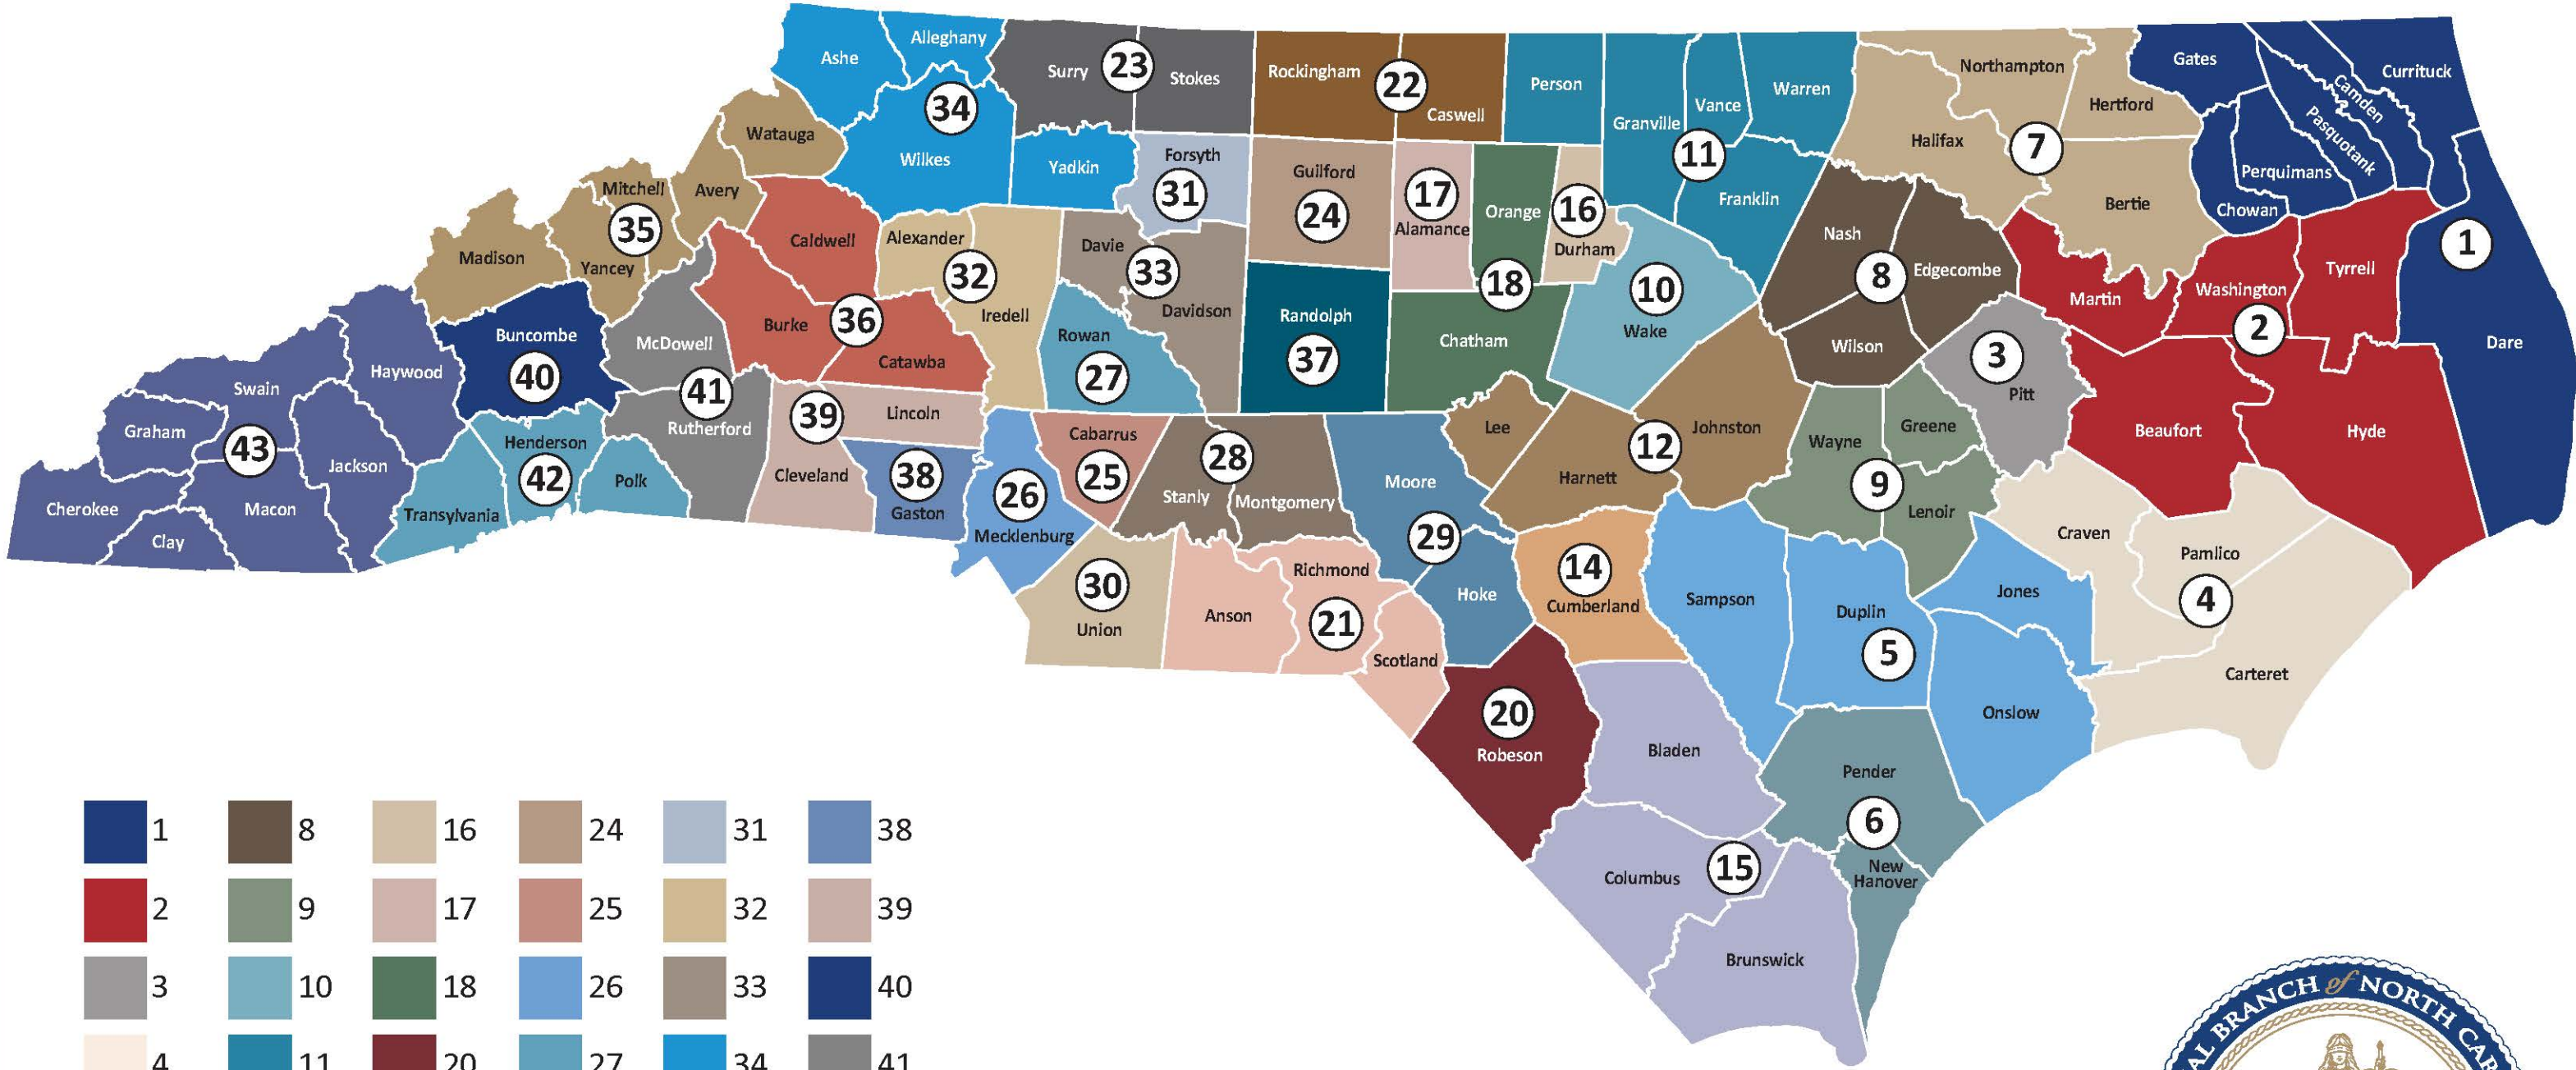 Ashe
Alleghany
34
Wilkes
Surry
23
Stokes
Yadkin
Forsyth
31
Rockingham
22
Caswell
Person
Granville
Vance
Warren
11
Franklin
Northampton
Hertford
Halifax
7
Bertie
Gates
Camden
Currituck
Pasquotank
Perquimans
Chowan
1
Dare
Watauga
Mitchell
Avery
35
Yancey
Madison
Caldwell
Burke
36
Catawba
Alexander
32
Iredell
Davie
33
Davidson
Rowan
27
Guilford
24
Randolph
37
17
Alamance
Orange
18
Chatham
16
Durham
10
Wake
Nash
8
Edgecombe
Wilson
Martin
Washington
2
Tyrrell
Beaufort
Hyde
3
Pitt
Greene
Wayne
9
Lenoir
Buncombe
40
McDowell
41
Rutherford
Swain
Haywood
Graham
43
Jackson
Cherokee
Macon
Clay
Henderson
42
Transylvania
Polk
39
Lincoln
Cleveland
38
Gaston
26
Mecklenburg
Cabarrus
25
28
Stanly
Montgomery
30
Union
Anson
Richmond
21
Scotland
Moore
29
Hoke
Lee
12
Harnett
Johnston
14
Cumberland
Sampson
Duplin
5
Jones
Onslow
Craven
Pamlico
4
Carteret
20
Robeson
Bladen
Columbus
15
Brunswick
Pender
6
New
Hanover
1 8 16 24 31 38
2 9 17 25 32 39
3 10 18 26 33 40
4 11 20 27 34 41
AL BRANCH of NORTH CAR